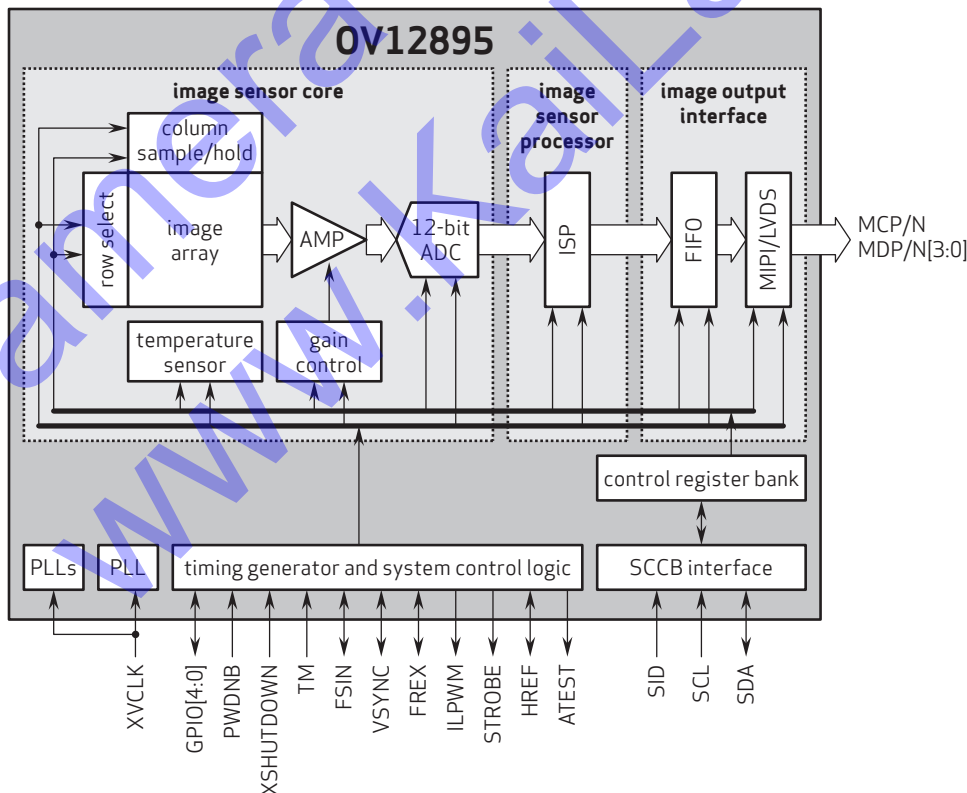 OV12895
image sensor core
image
sensor
processor
image output
interface
column
sample/hold
row select
image
array
AMP
12-bit
ADC
ISP
FIFO
MIPI/LVDS
MCP/N
MDP/N[3:0]
temperature
sensor
gain
control
control register bank
PLLs
PLL
timing generator and system control logic
SCCB interface
XVCLK
GPIO[4:0]
PWDNB
XSHUTDOWN
TM
FSIN
VSYNC
FREX
ILPWM
STROBE
HREF
ATEST
SID
SCL
SDA